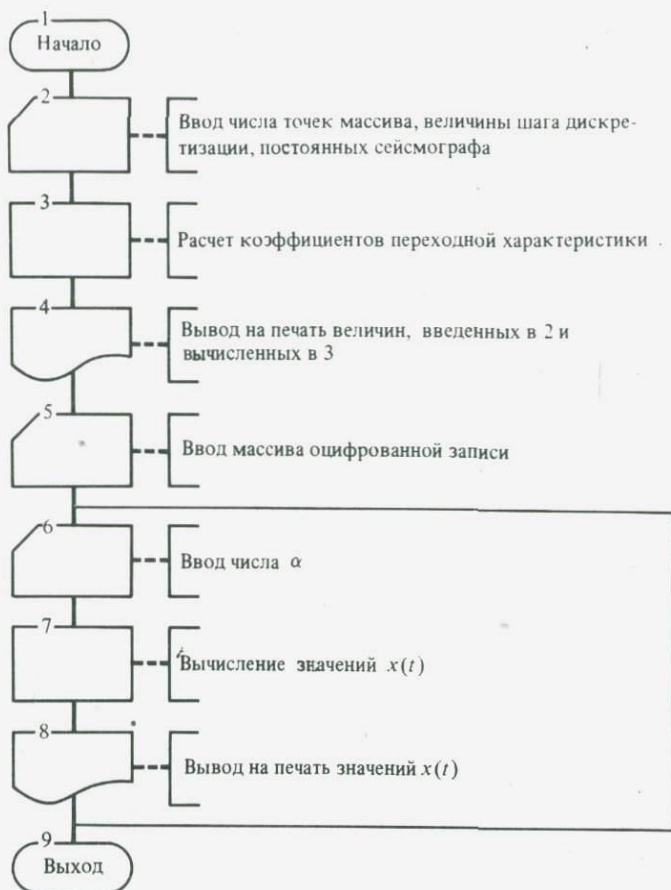 1
Начало
2
Ввод числа точек массива, величины шага дискре-
тизации, постоянных сейсмографа
3
Расчет коэффициентов переходной характеристики
4
Вывод на печать величин, введенных в 2 и
вычисленных в 3
5
Ввод массива оцифрованной записи
6
Ввод числа α
7
Вычисление значений x(t)
8
Вывод на печать значений x(t)
9
Выход